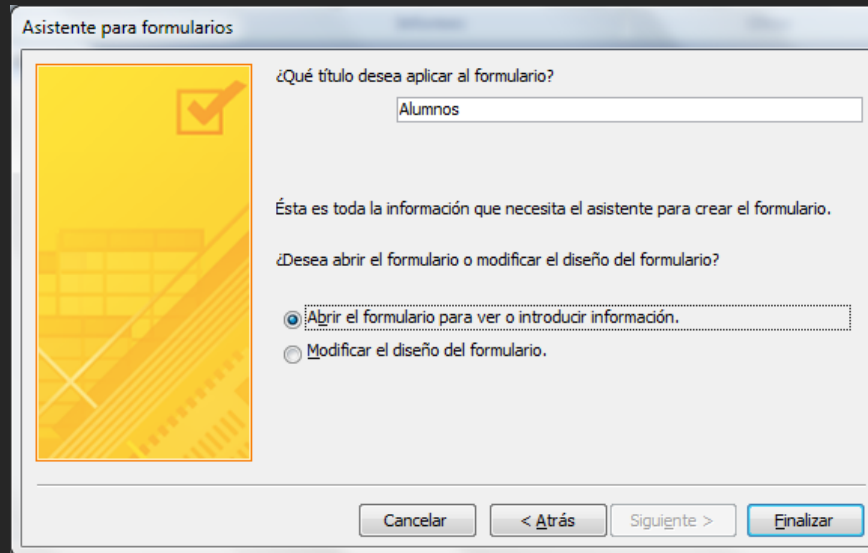 Asistente para formularios
¿Qué título desea aplicar al formulario?
Alumnos
Ésta es toda la información que necesita el asistente para crear el formulario.
¿Desea abrir el formulario o modificar el diseño del formulario?
Abrir el formulario para ver o introducir información.
Modificar el diseño del formulario.
Cancelar < Atrás Siguiente > Finalizar